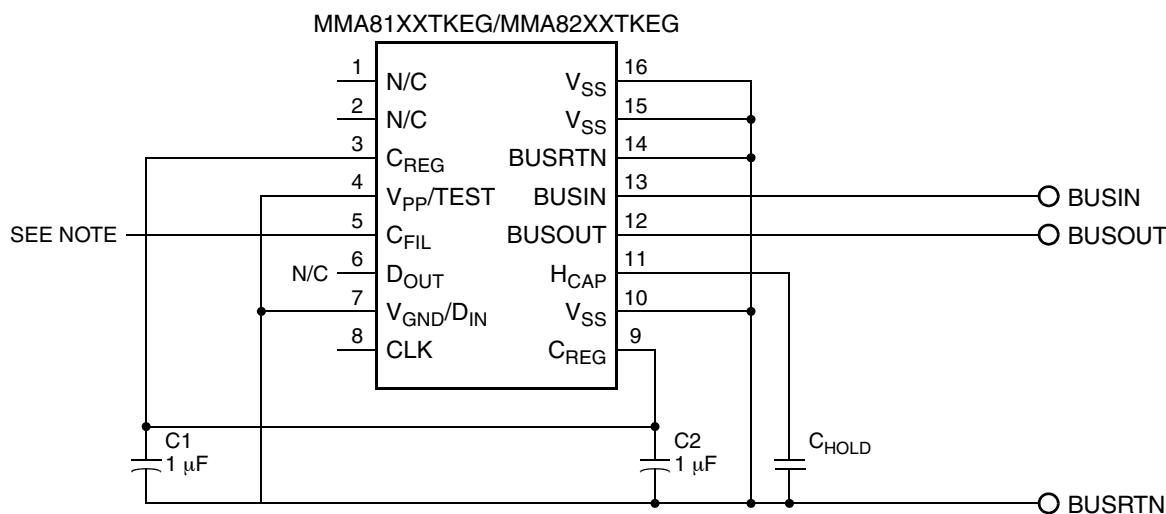 MMA81XXTKEG/MMA82XXTKEG
1 N/C V_SS 16
2 N/C V_SS 15
3 C_REG BUSRTN 14
4 V_PP/TEST BUSIN 13 BUSIN
SEE NOTE 5 C_FIL BUSOUT 12 BUSOUT
N/C 6 D_OUT H_CAP 11
7 V_GND/D_IN V_SS 10
8 CLK C_REG 9
C1 C2 C_HOLD
1 μF 1 μF
BUSRTN